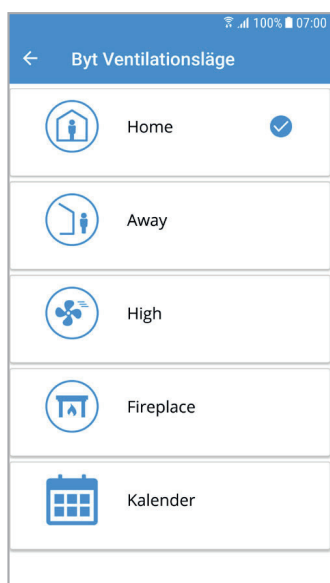 100% 07:00
Byt Ventilationsläge
Home
Away
High
Fireplace
Kalender